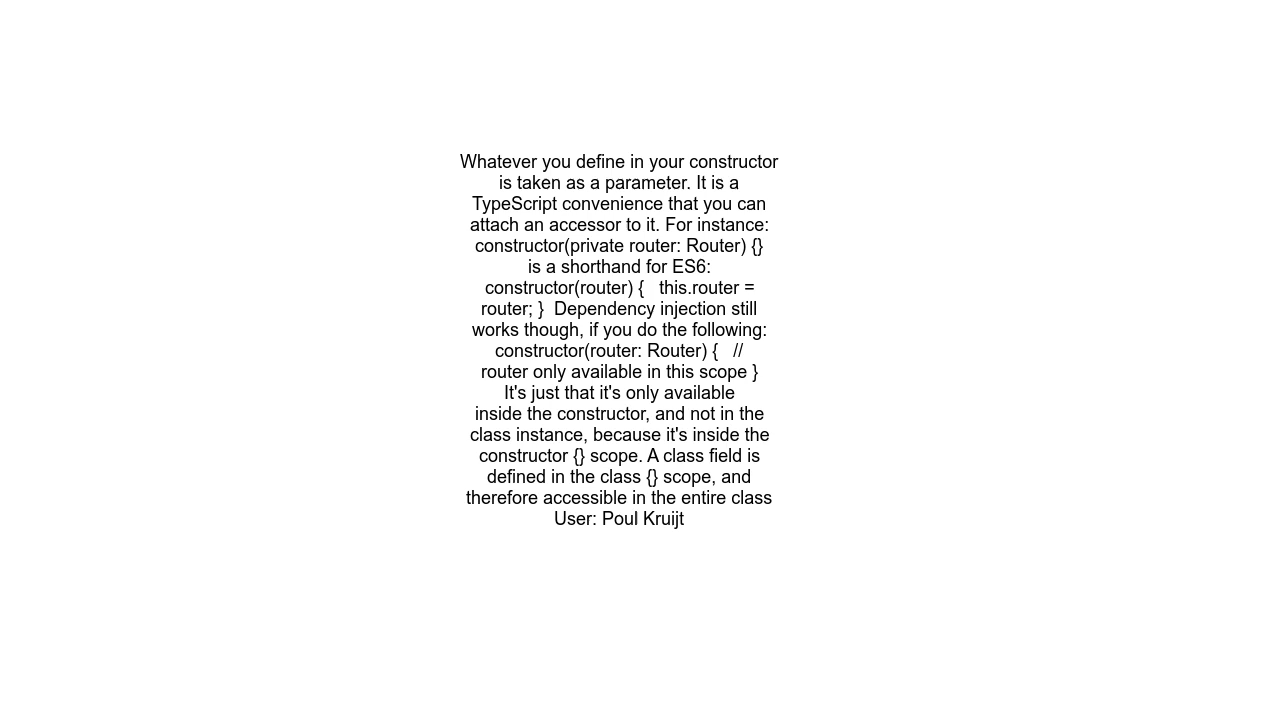 Whatever you define in your constructor
is taken as a parameter. It is a
TypeScript convenience that you can
attach an accessor to it. For instance:
constructor(private router: Router) {}
is a shorthand for ES6:
constructor(router) {   this.router =
router; }  Dependency injection still
works though, if you do the following:
constructor(router: Router) {   //
router only available in this scope }
It's just that it's only available
inside the constructor, and not in the
class instance, because it's inside the
constructor {} scope. A class field is
defined in the class {} scope, and
therefore accessible in the entire class
User: Poul Kruijt